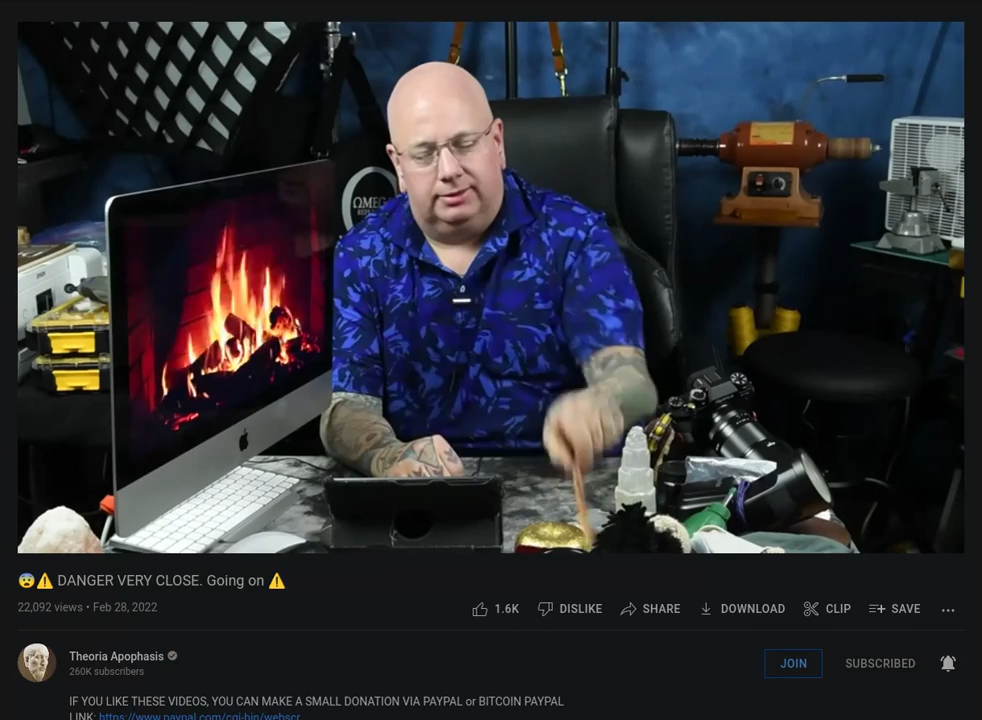 OMEG
😨⚠️ DANGER VERY CLOSE. Going on ⚠️
22,092 views • Feb 28, 2022
1.6K
DISLIKE
SHARE
DOWNLOAD
CLIP
SAVE
...
Theoria Apophasis
260K subscribers
JOIN
SUBSCRIBED
IF YOU LIKE THESE VIDEOS, YOU CAN MAKE A SMALL DONATION VIA PAYPAL or BITCOIN PAYPAL
LINK: https://www.paypal.com/cgi-bin/webscr